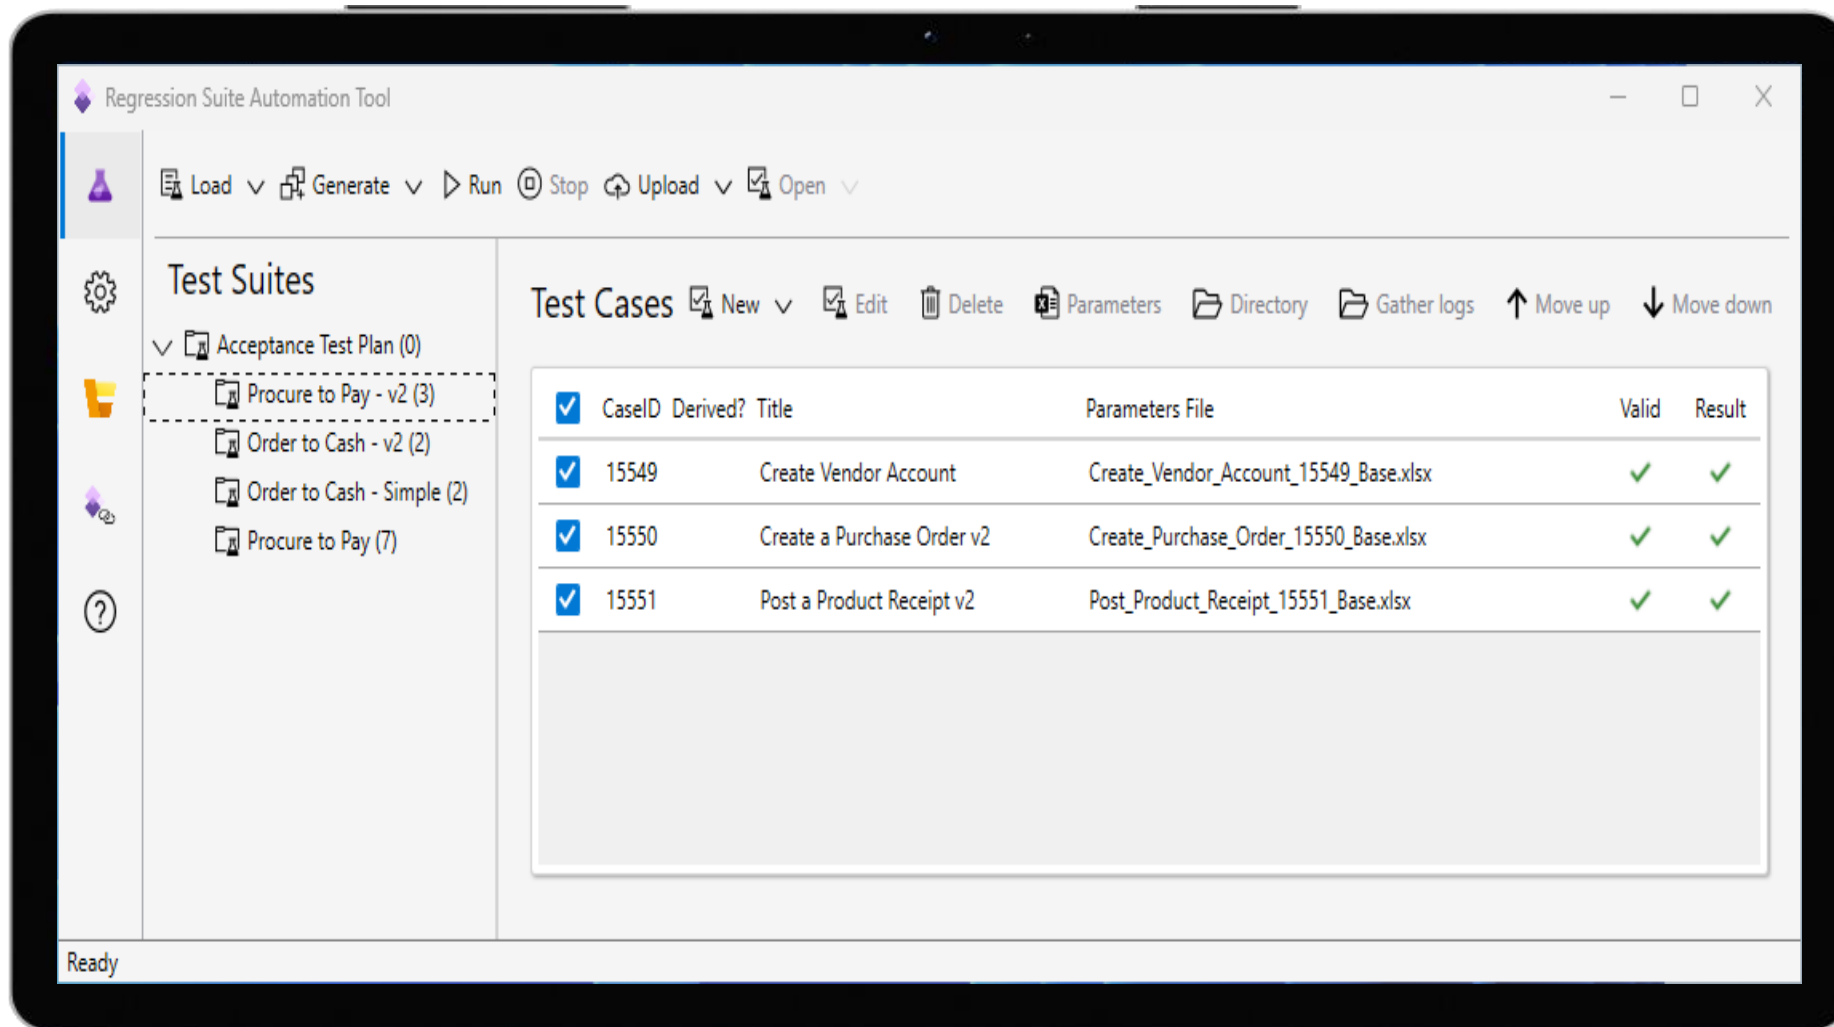 Regression Suite Automation Tool
Load Generate Run Stop Upload Open
Test Suites
Acceptance Test Plan (0)
Procure to Pay - v2 (3)
Order to Cash - v2 (2)
Order to Cash - Simple (2)
Procure to Pay (7)
Test Cases New Edit Delete Parameters Directory Gather logs Move up Move down
CaseID Derived? Title Parameters File Valid Result
15549 Create Vendor Account Create_Vendor_Account_15549_Base.xlsx
15550 Create a Purchase Order v2 Create_Purchase_Order_15550_Base.xlsx
15551 Post a Product Receipt v2 Post_Product_Receipt_15551_Base.xlsx
Ready